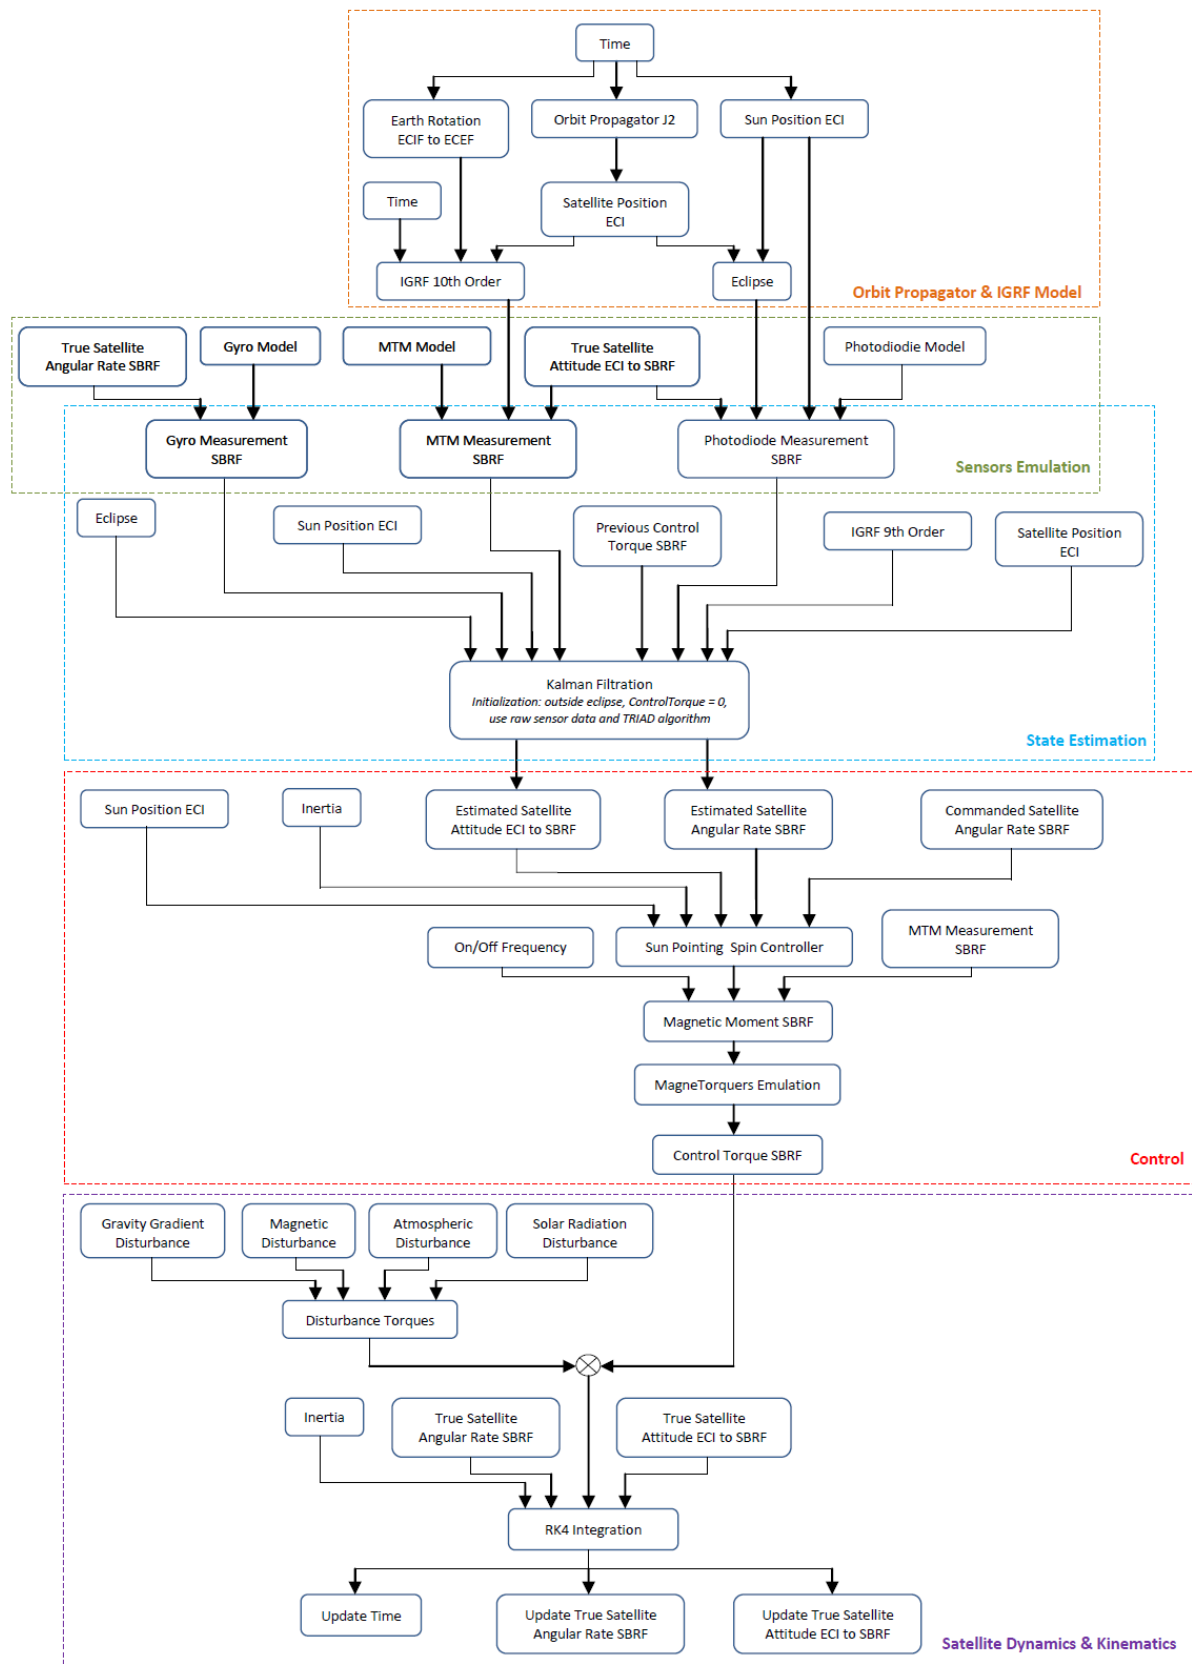 Time
Earth Rotation
ECIF to ECEF
Orbit Propagator J2
Sun Position ECI
Time
Satellite Position
ECI
IGRF 10th Order
Eclipse
Orbit Propagator & IGRF Model
True Satellite
Angular Rate SBRF
Gyro Model
MTM Model
True Satellite
Attitude ECI to SBRF
Photodiodie Model
Gyro Measurement
SBRF
MTM Measurement
SBRF
Photodiode Measurement
SBRF
Sensors Emulation
Eclipse
Sun Position ECI
Previous Control
Torque SBRF
IGRF 9th Order
Satellite Position
ECI
Kalman Filtration
Initialization: outside eclipse, ControlTorque = 0,
use raw sensor data and TRIAD algorithm
State Estimation
Sun Position ECI
Inertia
Estimated Satellite
Attitude ECI to SBRF
Estimated Satellite
Angular Rate SBRF
Commanded Satellite
Angular Rate SBRF
On/Off Frequency
Sun Pointing Spin Controller
MTM Measurement
SBRF
Magnetic Moment SBRF
MagneTorquers Emulation
Control Torque SBRF
Control
Gravity Gradient
Disturbance
Magnetic
Disturbance
Atmospheric
Disturbance
Solar Radiation
Disturbance
Disturbance Torques
Inertia
True Satellite
Angular Rate SBRF
True Satellite
Attitude ECI to SBRF
RK4 Integration
Update Time
Update True Satellite
Angular Rate SBRF
Update True Satellite
Attitude ECI to SBRF
Satellite Dynamics & Kinematics